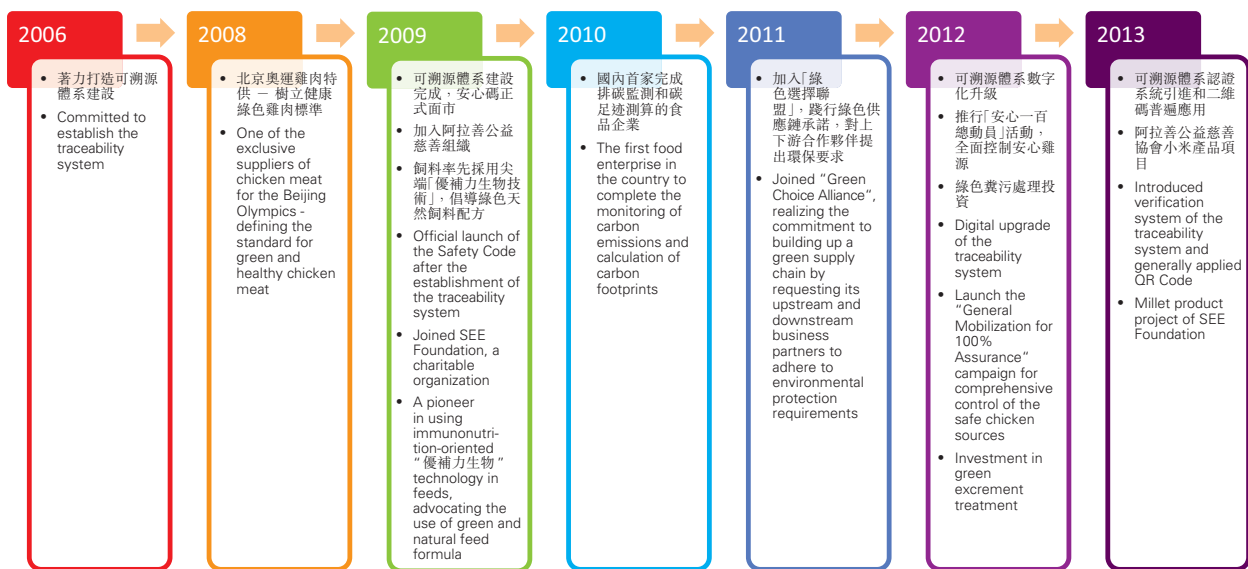 2006
著力打造可溯源
體系建設
Committed to
establish the
traceability
system
2008
北京奧運雞肉特
供 － 樹立健康
綠色雞肉標準
One of the
exclusive
suppliers of
chicken meat
for the Beijing
Olympics -
defining the
standard for
green and
healthy chicken
meat
2009
可溯源體系建設
完成，安心碼正
式面市
加入阿拉善公益
慈善組織
飼料率先採用尖
端「優補力生物技
術」，倡導綠色天
然飼料配方
Official launch of
the Safety Code
after the
establishment of
the traceability
system
Joined SEE
Foundation, a
charitable
organization
A pioneer
in using
immunonutri-
tion-oriented
“優補力生物”
technology in
feeds,
advocating the
use of green and
natural feed
formula
2010
國內首家完成
排碳監測和碳
足迹測算的食
品企業
The first food
enterprise in
the country to
complete the
monitoring of
carbon
emissions and
calculation of
carbon
footprints
2011
加入「綠
色選擇聯
盟」，踐行綠色供
應鏈承諾，對上
下游合作夥伴提
出環保要求
Joined “Green
Choice Alliance”,
realizing the
commitment to
building up a
green supply
chain by
requesting its
upstream and
downstream
business
partners to
adhere to
environmental
protection
requirements
2012
可溯源體系數字
化升級
推行「安心一百
總動員」活動，
全面控制安心雞
源
綠色糞污處理投
資
Digital upgrade
of the
traceability
system
Launch the
“General
Mobilization for
100%
Assurance”
campaign for
comprehensive
control of the
safe chicken
sources
Investment in
green
excrement
treatment
2013
可溯源體系認證
系統引進和二維
碼普遍應用
阿拉善公益慈善
協會小米產品項
目
Introduced
verification
system of the
traceability
system and
generally applied
QR Code
Millet product
project of SEE
Foundation